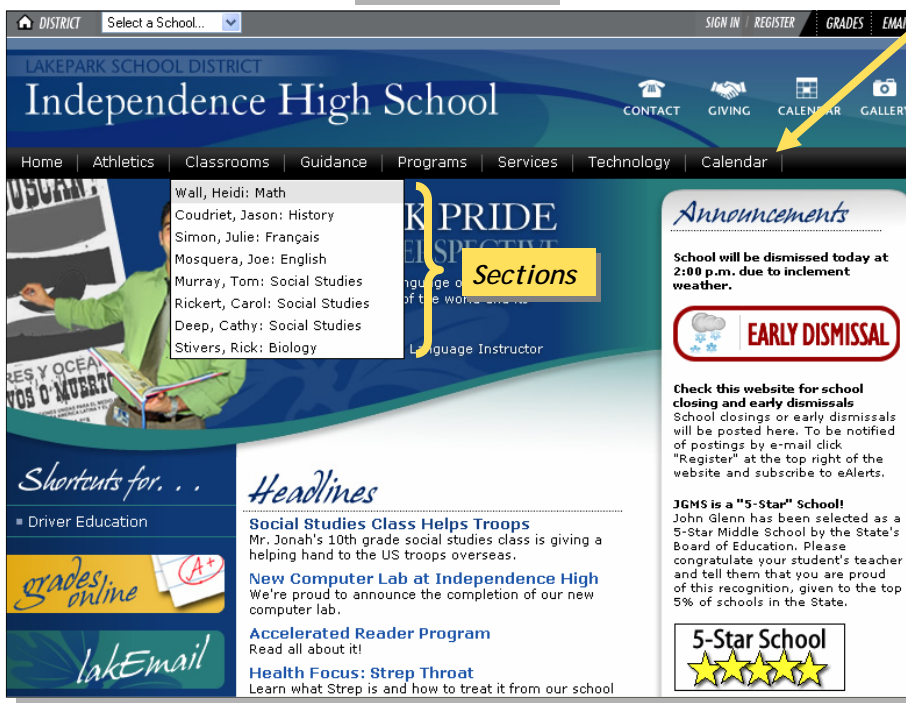 DISTRICT Select a School... SIGN IN | REGISTER GRADES
LAKEPARK SCHOOL DISTRICT
Independence High School
CONTACT GIVING CALENDAR GALLERY
Home | Athletics | Classrooms | Guidance | Programs | Services | Technology | Calendar |
Wall, Heidi: Math
Coudriet, Jason: History
Simon, Julie: Français
Mosquera, Joe: English
Murray, Tom: Social Studies
Rickert, Carol: Social Studies
Deep, Cathy: Social Studies
Stivers, Rick: Biology
Sections
PRIDE
of the world and its
Language Instructor
Announcements
School will be dismissed today at
2:00 p.m. due to inclement
weather.
EARLY DISMISSAL
Check this website for school
closing and early dismissals
School closings or early dismissals
will be posted here. To be notified
of postings by e-mail click
"Register" at the top right of the
website and subscribe to eAlerts.
JGMS is a "5-Star" School!
John Glenn has been selected as a
5-Star Middle School by the State's
Board of Education. Please
congratulate your student's teacher
and tell them that you are proud
of this recognition, given to the top
5% of schools in the State.
5-Star School
Shortcuts for. . .
Driver Education
grades online
A+
lakEmail
Headlines
Social Studies Class Helps Troops
Mr. Jonah's 10th grade social studies class is giving a
helping hand to the US troops overseas.
New Computer Lab at Independence High
We're proud to announce the completion of our new
computer lab.
Accelerated Reader Program
Read all about it!
Health Focus: Strep Throat
Learn what Strep is and how to treat it from our school